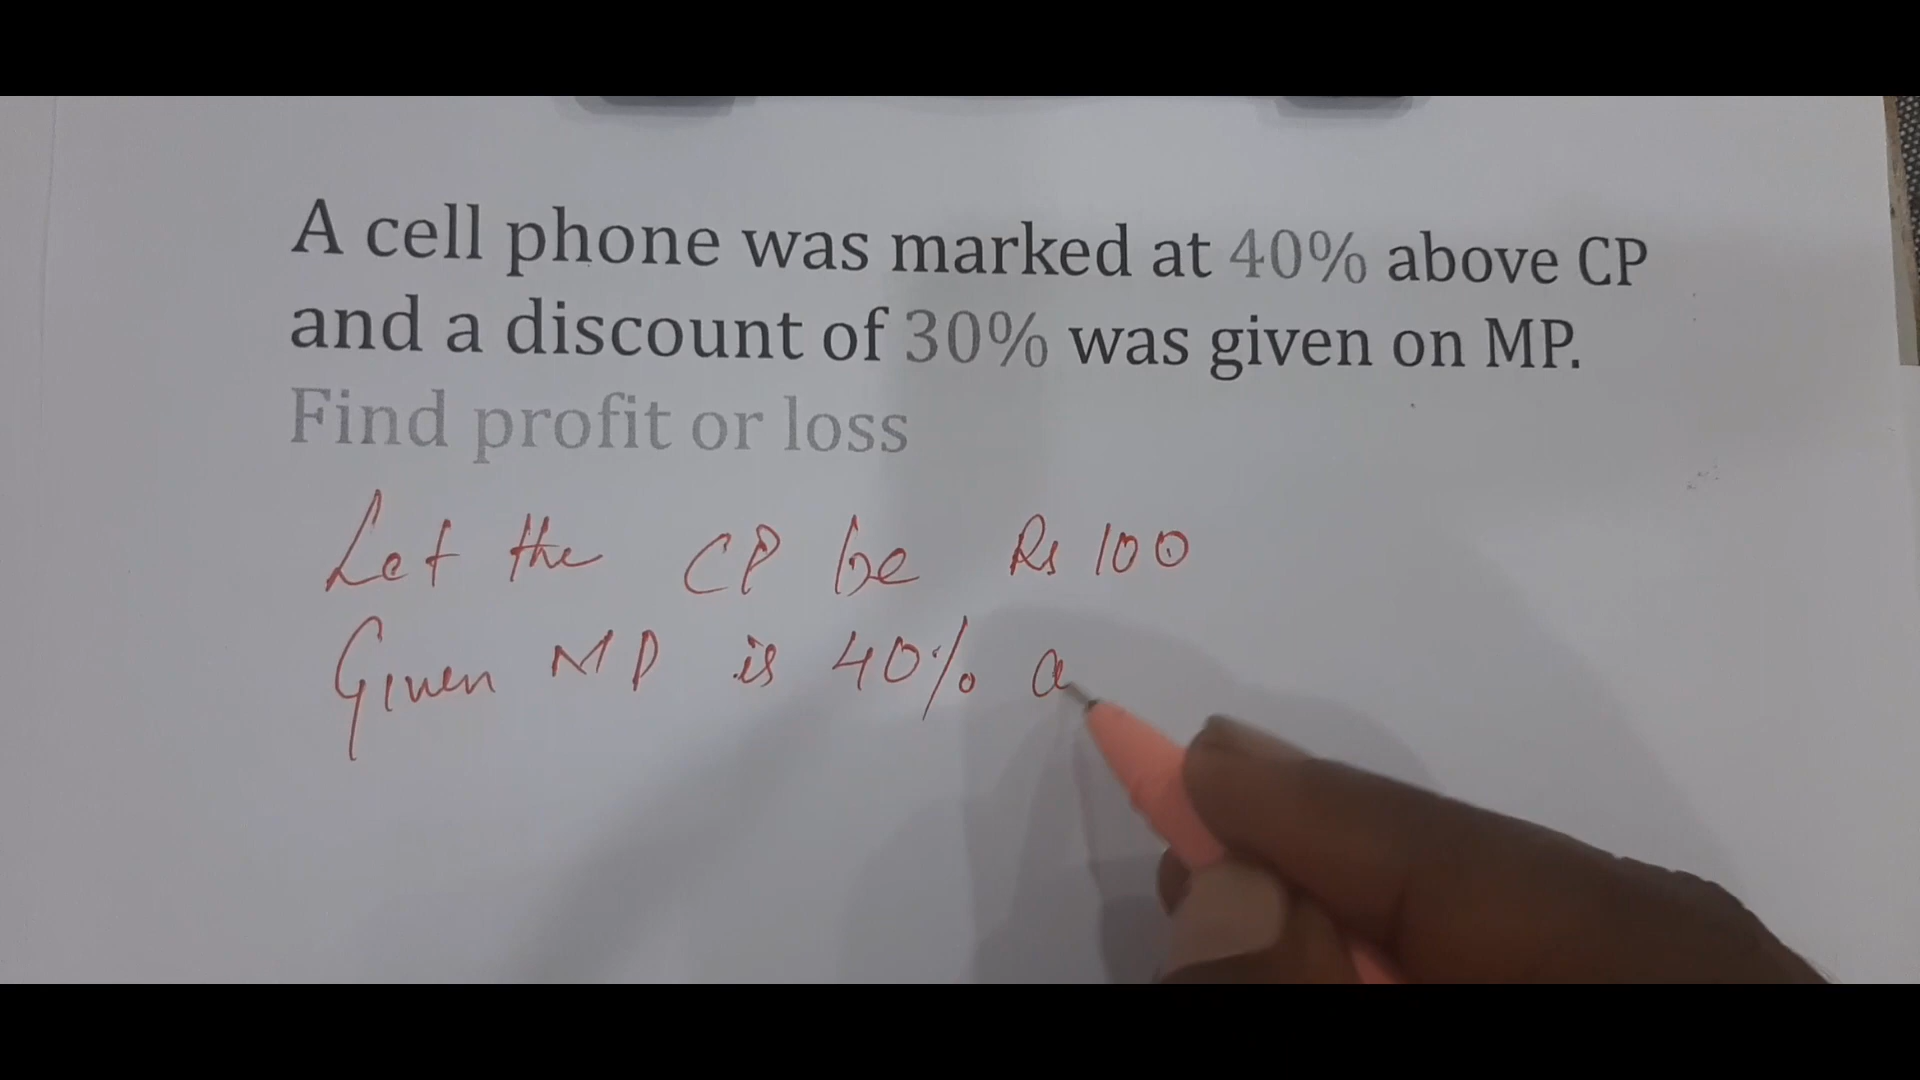 A cell phone was marked at 40% above CP
and a discount of 30% was given on MP.
Find profit or loss
Let the CP be Rs 100
Given MP is 40% a